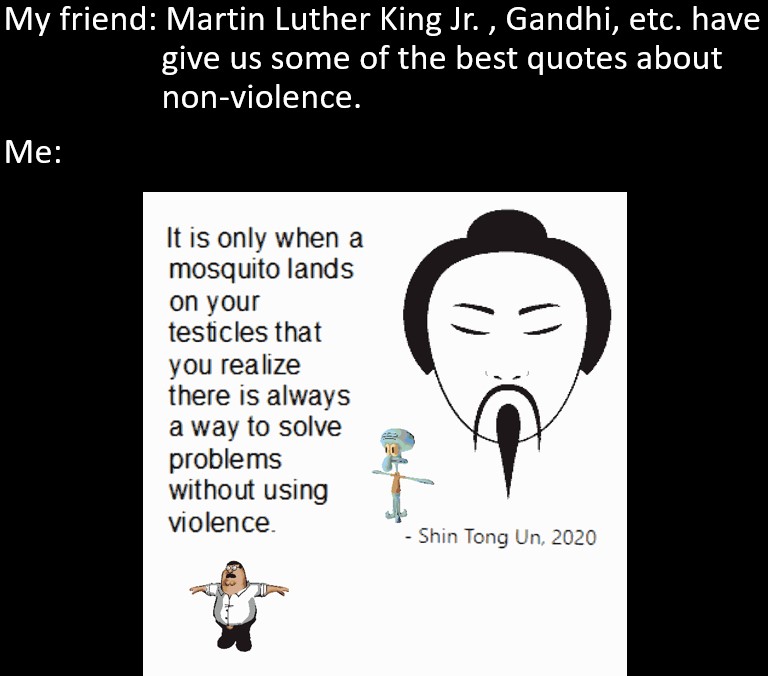 My friend: Martin Luther King Jr. , Gandhi, etc. have
give us some of the best quotes about
non-violence.
Me:
It is only when a
mosquito lands
on your
testicles that
you realize
there is always
a way to solve
problems
without using
violence.
- Shin Tong Un, 2020